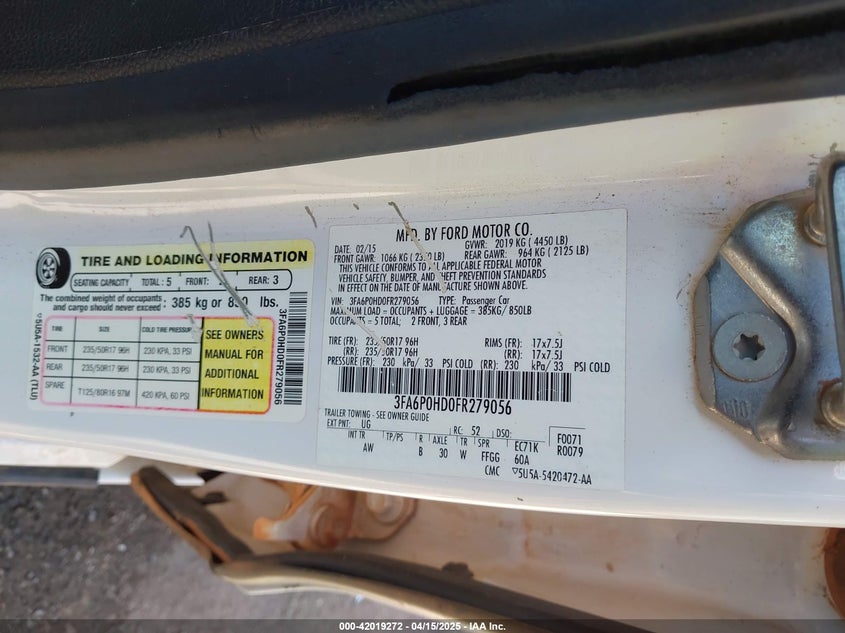 TIRE AND LOADING INFORMATION
SEATING CAPACITY TOTAL: 5 FRONT: REAR: 3
The combined weight of occupants and cargo should never exceed: 385 kg or lbs.
TIRE SIZE COLD TIRE PRESSURE
FRONT 235/50R17 96H 230 KPA, 33 PSI
REAR 235/50R17 96H 230 KPA, 33 PSI
SPARE T125/80R16 97M 420 KPA, 60 PSI
SEE OWNERS
MANUAL FOR
ADDITIONAL
INFORMATION
5U5A-1532-AA (TLU)
3FA6P0HD0FR279056
MFD. BY FORD MOTOR CO.
DATE: 02/15 GVWR: 2019 KG ( 4450 LB)
FRONT GAWR: 1066 KG ( LB) REAR GAWR: 964 KG ( 2125 LB)
THIS VEHICLE CONFORMS TO ALL APPLICABLE FEDERAL MOTOR
VEHICLE SAFETY, BUMPER, AND THEFT PREVENTION STANDARDS
IN EFFECT ON THE DATE OF MANUFACTURE SHOWN ABOVE.
VIN: 3FA6P0HD0FR279056 TYPE: Passenger Car
MAXIMUM LOAD = OCCUPANTS + LUGGAGE = 385KG/ 850LB
OCCUPANTS = 5 TOTAL; 2 FRONT, 3 REAR
TIRE (FR): 235/50R17 96H RIMS (FR): 17x7.5J
(RR): 235/50R17 96H (RR): 17x7.5J
PRESSURE (FR): 230 kPa/ 33 PSI COLD (RR): 230 kPa/ 33 PSI COLD
3FA6P0HD0FR279056
TRAILER TOWING - SEE OWNER GUIDE
EXT PNT: UG RC: 52 DSO:
INT TR TP/PS R AXLE TR SPR EC71K
AW B 30 W FFGG 60A
F0071
R0079
CMC 5U5A-5420472-AA
000-42019272 / 04/15/2025 / IAA Inc.